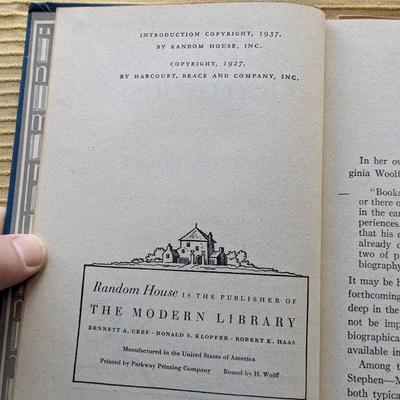 INTRODUCTION COPYRIGHT, 1937,
BY RANDOM HOUSE, INC.
COPYRIGHT, 1927,
BY HARCOURT, BRACE AND COMPANY, INC.
Random House IS THE PUBLISHER OF
THE MODERN LIBRARY
BENNETT A. CERF · DONALD S. KLOPFER · ROBERT K. HAAS
Manufactured in the United States of America
Printed by Parkway Printing Company Bound by H. Wolff
In her ow
ginia Woolf
"Books
or there o
in the ear
periences.
that his c
already o
two of p
biography
It may be h
forthcoming
deep in the
not be imp
biographical
available in
Among t
Stephen—M
both typica